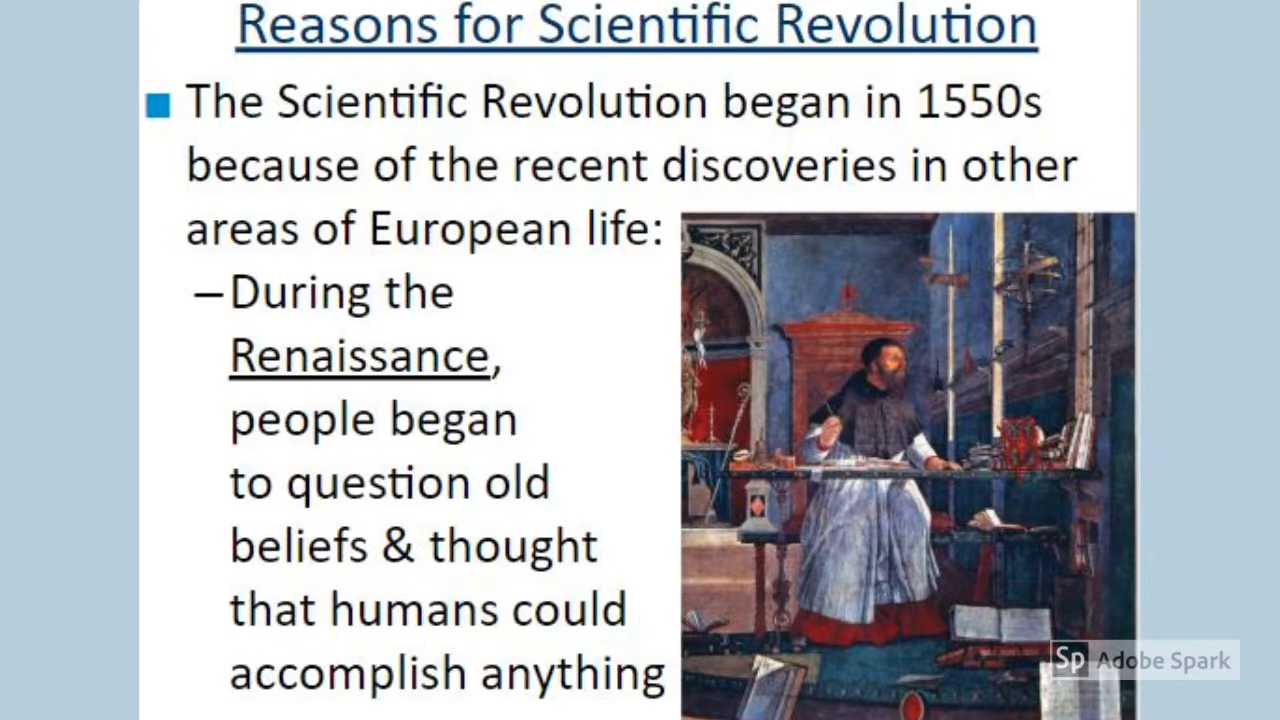 Reasons for Scientific Revolution
■ The Scientific Revolution began in 1550s
because of the recent discoveries in other
areas of European life:
– During the
Renaissance,
people began
to question old
beliefs & thought
that humans could
accomplish anything
Sp Adobe Spark